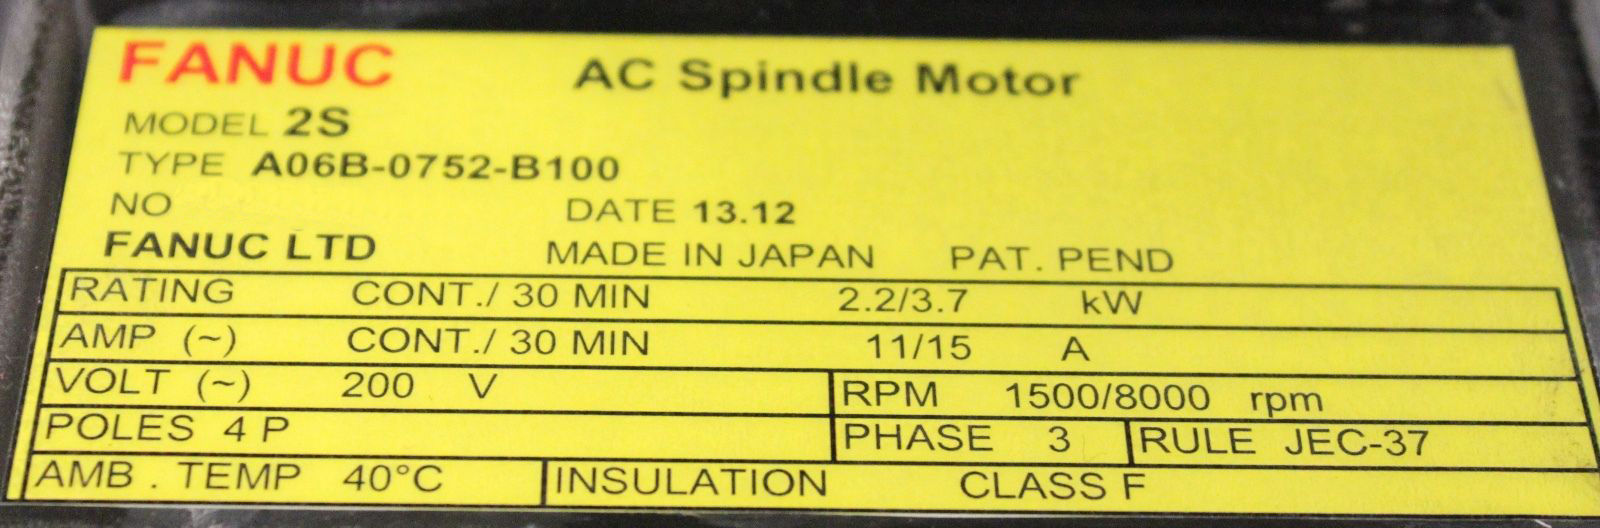 FANUC AC Spindle Motor
MODEL 2S
TYPE A06B-0752-B100
NO DATE 13.12
FANUC LTD MADE IN JAPAN PAT. PEND
RATING CONT./ 30 MIN 2.2/3.7 kW
AMP (~) CONT./ 30 MIN 11/15 A
VOLT (~) 200 V RPM 1500/8000 rpm
POLES 4 P PHASE 3 RULE JEC-37
AMB . TEMP 40°C INSULATION CLASS F